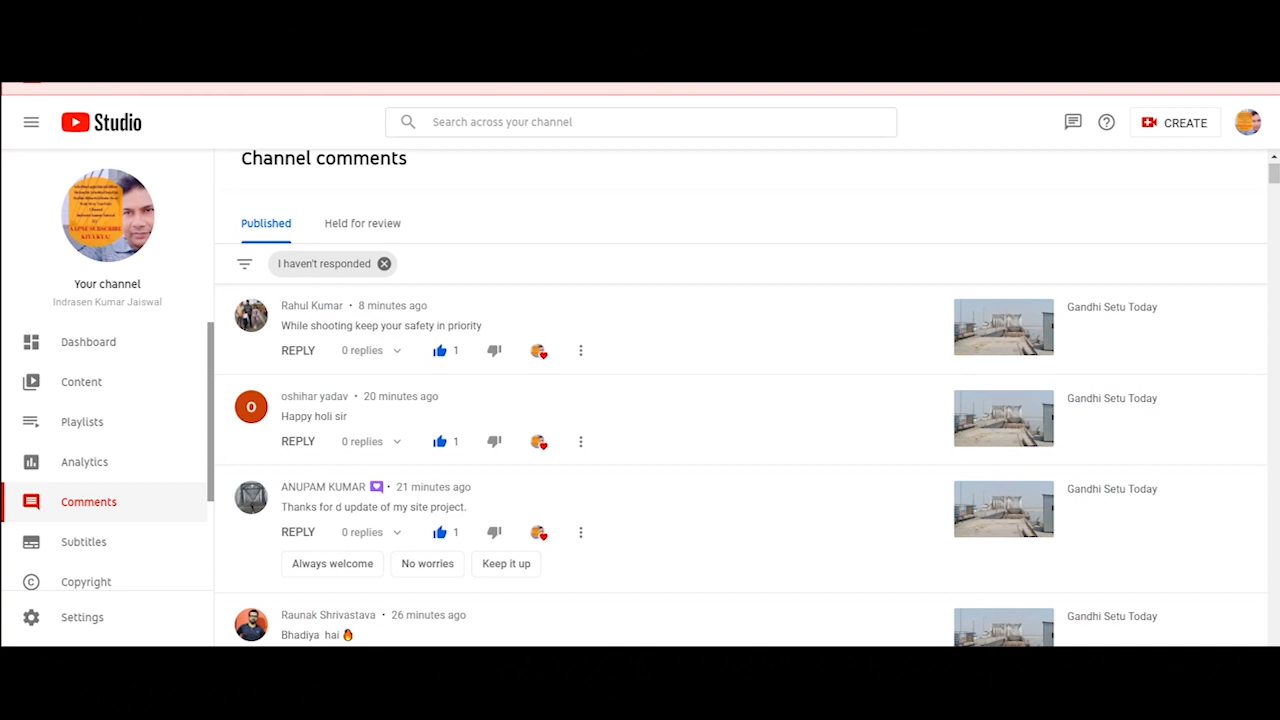 Studio
Search across your channel
CREATE
Your channel
Indrasen Kumar Jaiswal
Dashboard
Content
Playlists
Analytics
Comments
Subtitles
Copyright
Settings
Channel comments
Published
Held for review
I haven't responded
Rahul Kumar • 8 minutes ago
While shooting keep your safety in priority
REPLY 0 replies 1
Gandhi Setu Today
O
oshihar yadav • 20 minutes ago
Happy holi sir
REPLY 0 replies 1
Gandhi Setu Today
ANUPAM KUMAR • 21 minutes ago
Thanks for d update of my site project.
REPLY 0 replies 1
Always welcome No worries Keep it up
Gandhi Setu Today
Raunak Shrivastava • 26 minutes ago
Bhadiya hai 🔥
Gandhi Setu Today